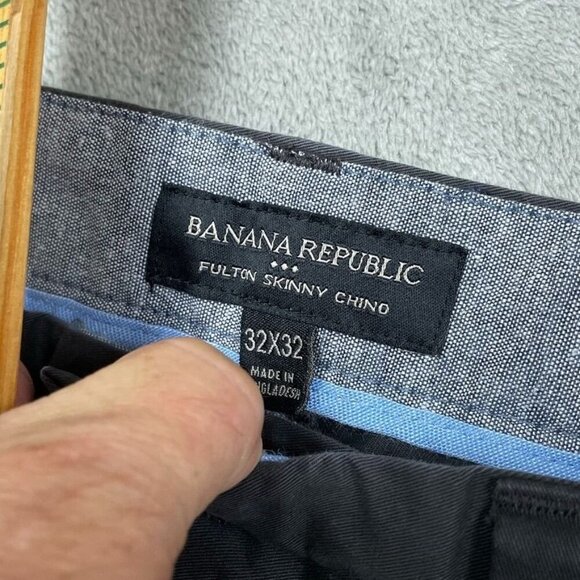 BANANA REPUBLIC
FULTON SKINNY CHINO
32X32
MADE IN